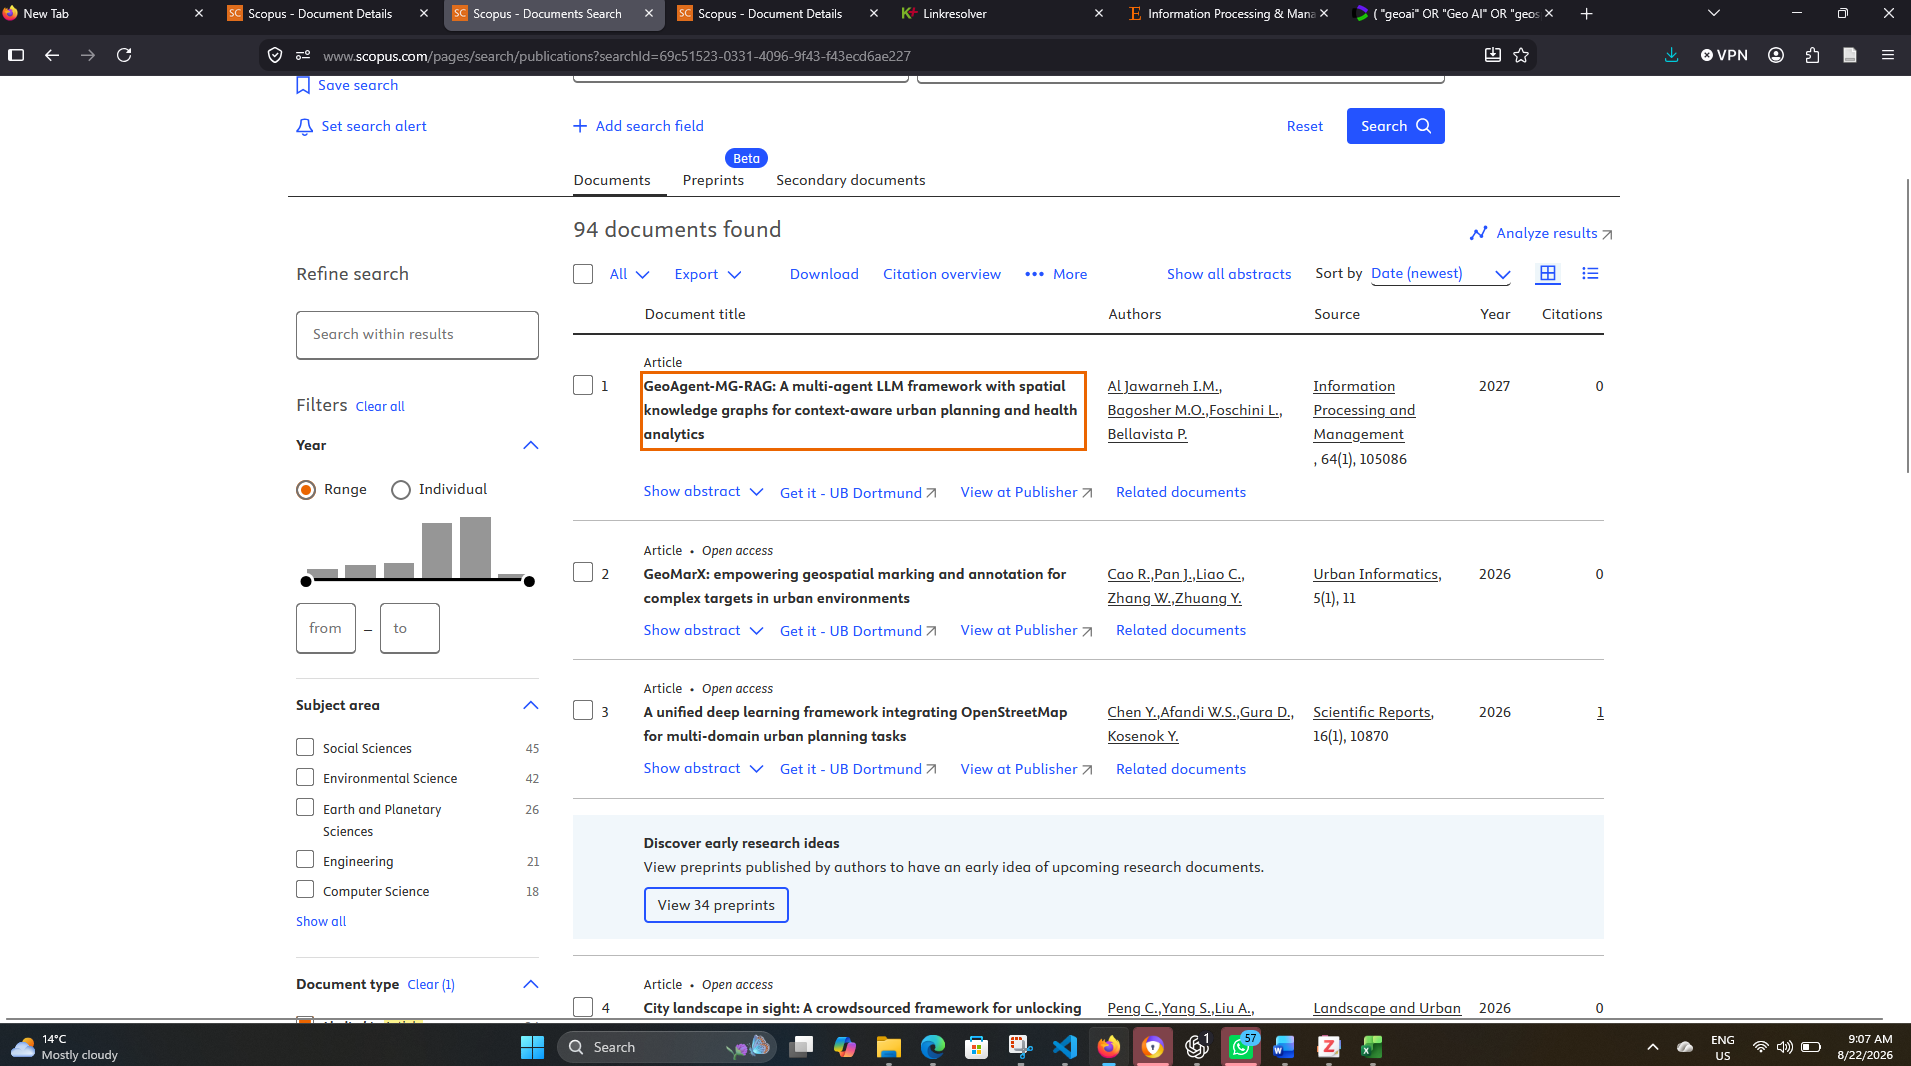 New Tab
Scopus - Document Details
Scopus - Documents Search
Scopus - Document Details
Linkresolver
Information Processing & Mana
( "geoai" OR "Geo AI" OR "geos
www.scopus.com/pages/search/publications?searchId=69c51523-0331-4096-9f43-f43ecd6ae227
VPN
Save search
Set search alert
Add search field
Reset
Search
Beta
Documents
Preprints
Secondary documents
94 documents found
Analyze results
Refine search
All
Export
Download
Citation overview
More
Show all abstracts
Sort by
Date (newest)
Search within results
Document title
Authors
Source
Year
Citations
Filters
Clear all
Year
Range
Individual
from
–
to
Subject area
Social Sciences 45
Environmental Science 42
Earth and Planetary 26
Sciences
Engineering 21
Computer Science 18
Show all
Document type
Clear (1)
Article
1
GeoAgent-MG-RAG: A multi-agent LLM framework with spatial
knowledge graphs for context-aware urban planning and health
analytics
Al Jawarneh I.M.,
Bagosher M.O.,Foschini L.,
Bellavista P.
Information
Processing and
Management
, 64(1), 105086
2027
0
Show abstract
Get it - UB Dortmund
View at Publisher
Related documents
Article • Open access
2
GeoMarX: empowering geospatial marking and annotation for
complex targets in urban environments
Cao R.,Pan J.,Liao C.,
Zhang W.,Zhuang Y.
Urban Informatics,
5(1), 11
2026
0
Show abstract
Get it - UB Dortmund
View at Publisher
Related documents
Article • Open access
3
A unified deep learning framework integrating OpenStreetMap
for multi-domain urban planning tasks
Chen Y.,Afandi W.S.,Gura D.,
Kosenok Y.
Scientific Reports,
16(1), 10870
2026
1
Show abstract
Get it - UB Dortmund
View at Publisher
Related documents
Discover early research ideas
View preprints published by authors to have an early idea of upcoming research documents.
View 34 preprints
Article • Open access
4
City landscape in sight: A crowdsourced framework for unlocking
Peng C.,Yang S.,Liu A.,
Landscape and Urban
2026
0
14°C
Mostly cloudy
Search
1
57
ENG
US
9:07 AM
8/22/2026